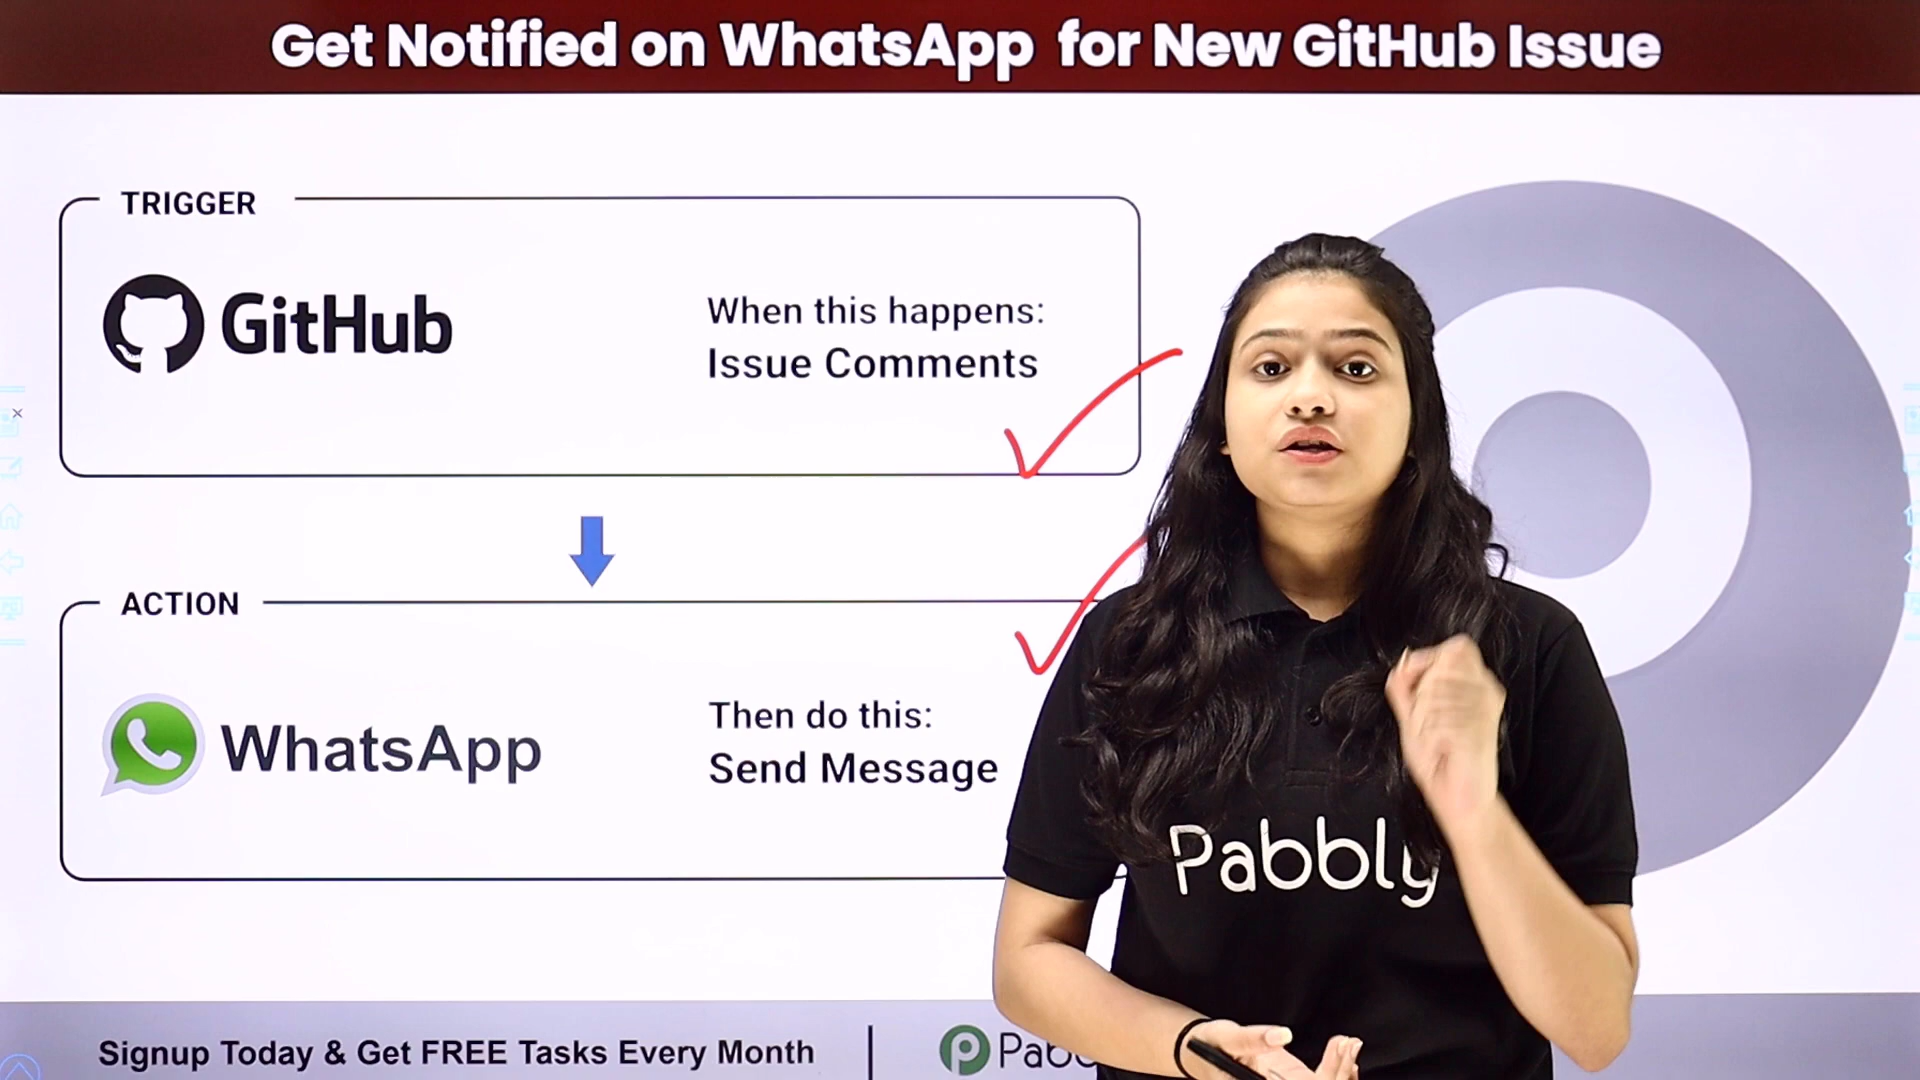 Get Notified on WhatsApp for New GitHub Issue
TRIGGER
GitHub
When this happens:
Issue Comments
ACTION
WhatsApp
Then do this:
Send Message
Pabbly
Signup Today & Get FREE Tasks Every Month